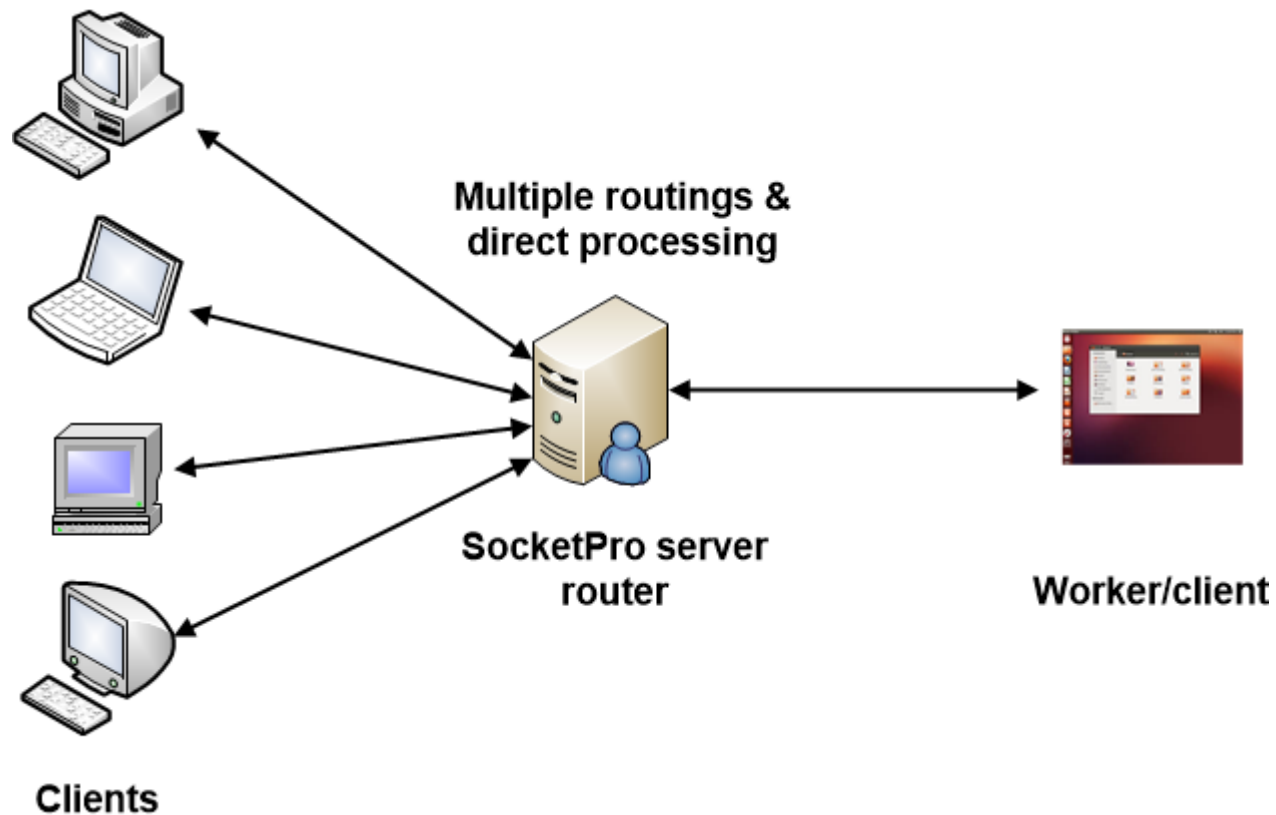 Multiple routings &
direct processing
SocketPro server
router
Worker/client
Clients